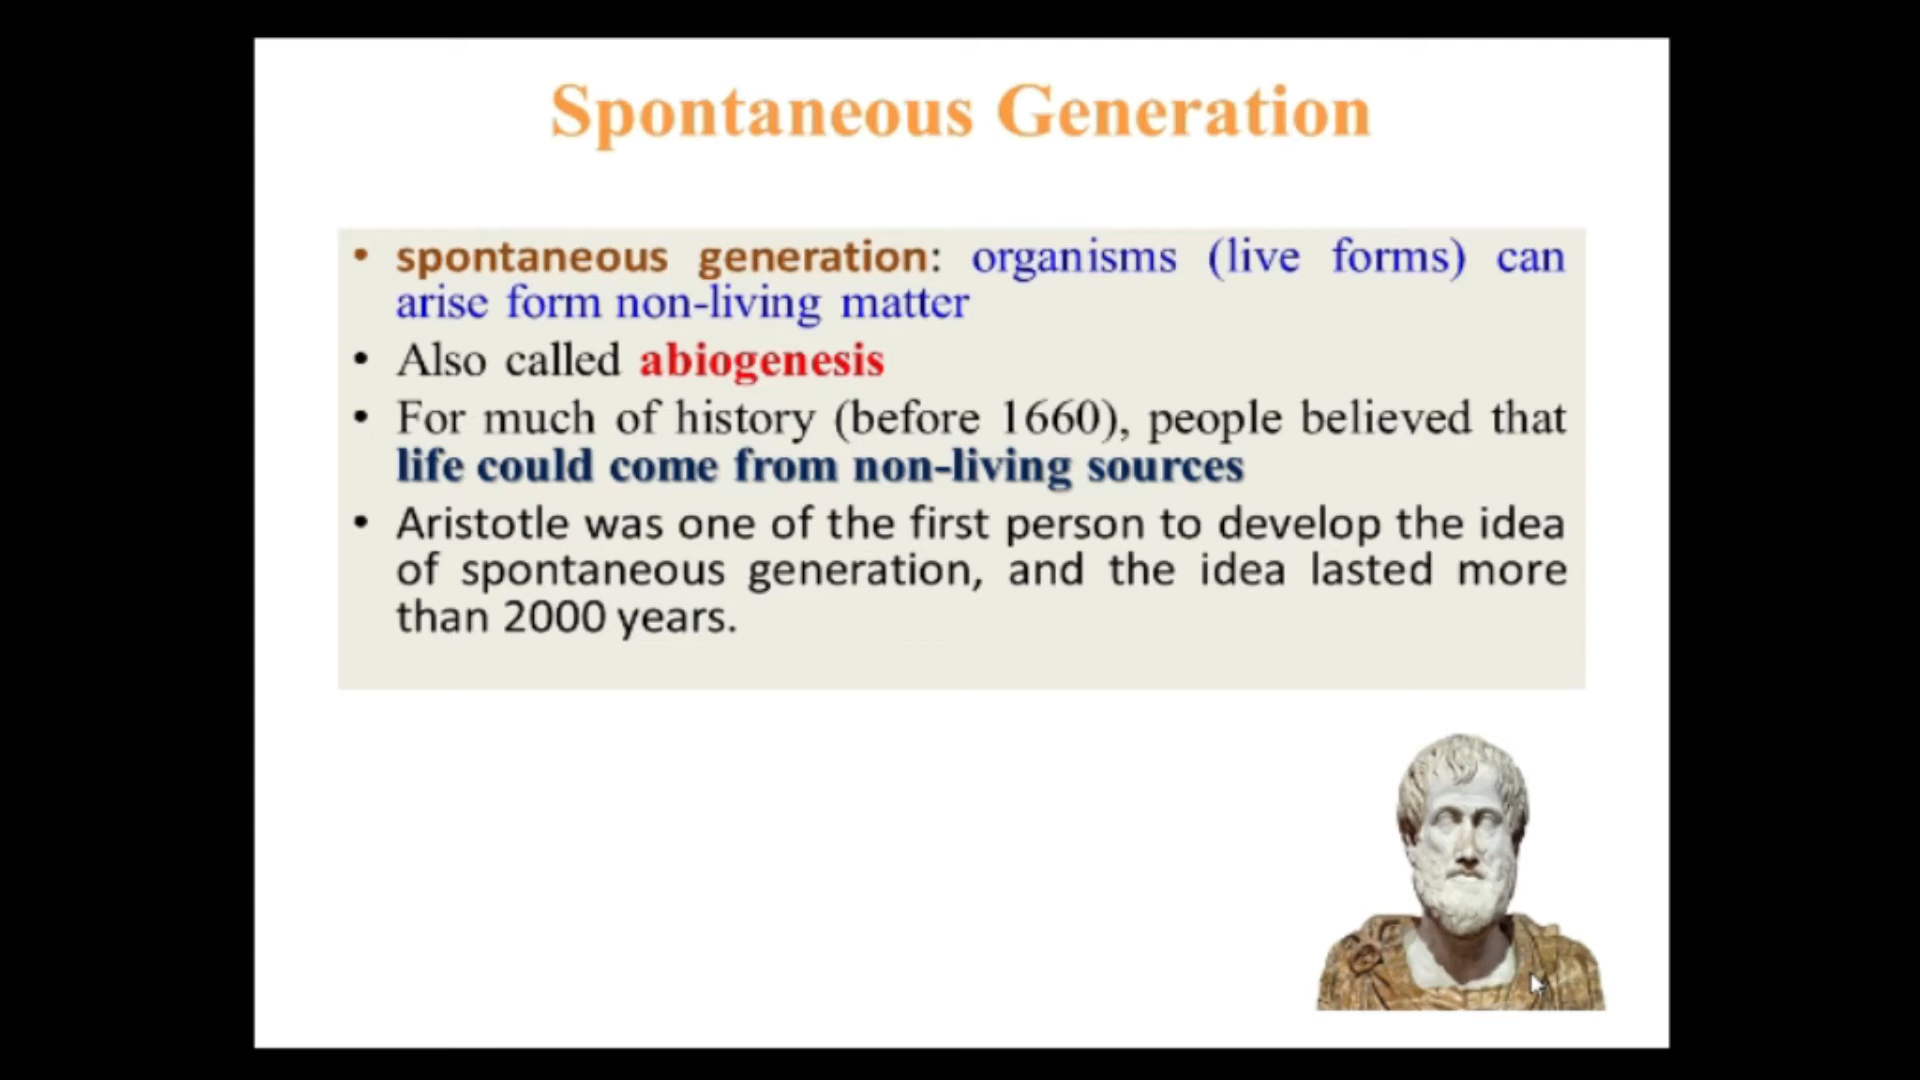 Spontaneous Generation
• spontaneous generation: organisms (live forms) can
arise form non-living matter
• Also called abiogenesis
• For much of history (before 1660), people believed that
life could come from non-living sources
• Aristotle was one of the first person to develop the idea
of spontaneous generation, and the idea lasted more
than 2000 years.